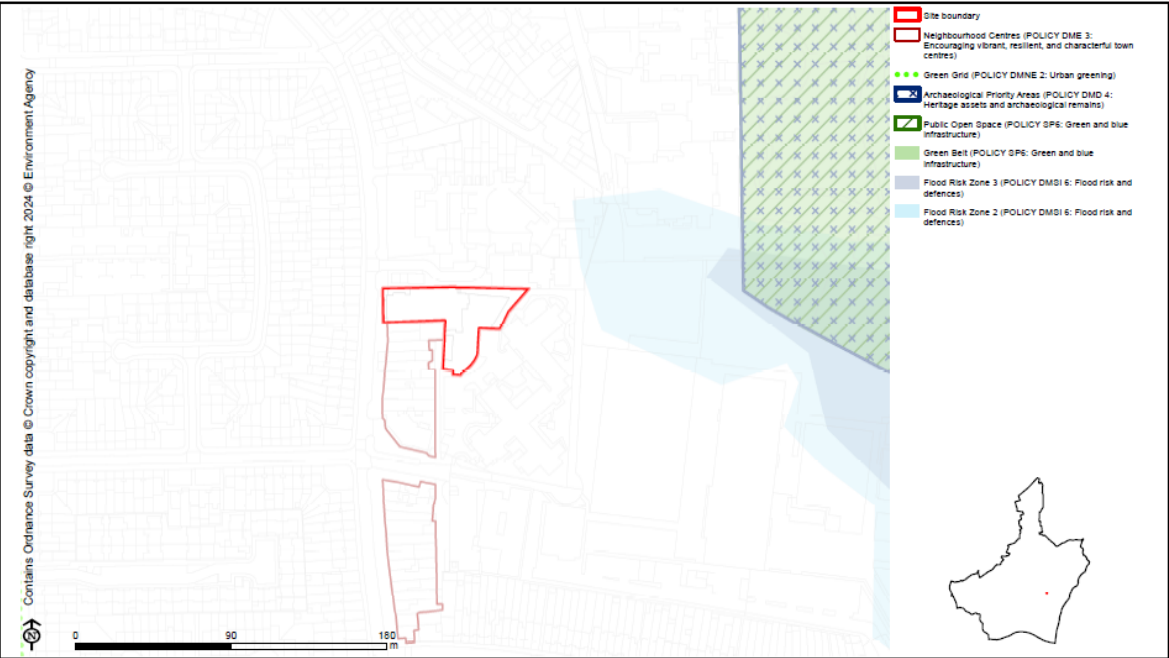 Site boundary
Neighbourhood Centres (POLICY DME 3:
Encouraging vibrant, resilient, and characterful town
centres)
Green Grid (POLICY DMNE 2: Urban greening)
Archaeological Priority Areas (POLICY DMD 4:
Heritage assets and archaeological remains)
Public Open Space (POLICY SP6: Green and blue
infrastructure)
Green Belt (POLICY SP6: Green and blue
infrastructure)
Flood Risk Zone 3 (POLICY DMSI 6: Flood risk and
defences)
Flood Risk Zone 2 (POLICY DMSI 6: Flood risk and
defences)
Contains Ordnance Survey data © Crown copyright and database right 2024 © Environment Agency
N
0 90 180
m